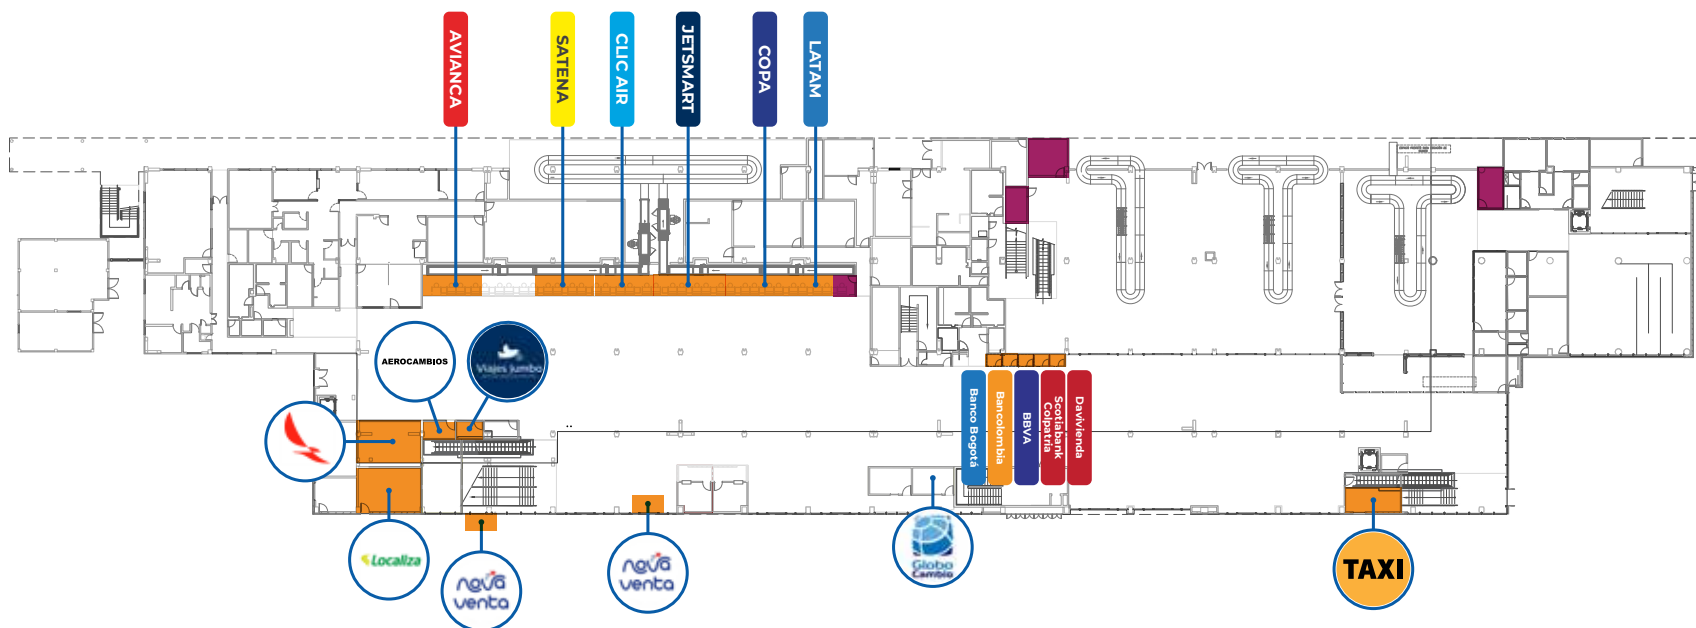 AVIANCA
SATENA
CLIC AIR
JETSMART
COPA
LATAM
AEROCAMBIOS
Viajes Jumbo
Banco Bogotá
Bancolombia
BBVA
Scotiabank
Colpatria
Davivienda
Localiza
nova
venta
nova
venta
Globo
Cambio
TAXI